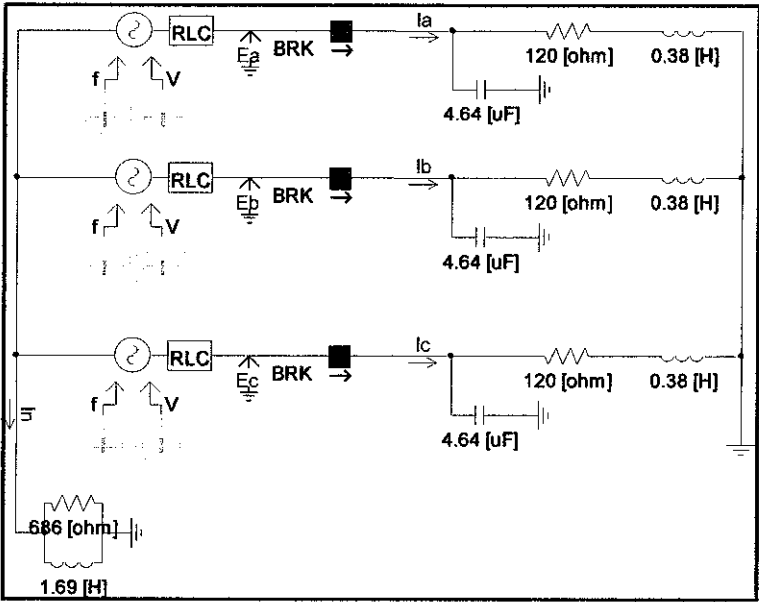 RLC
Ea
BRK
Ia
f
V
120 [ohm]
0.38 [H]
4.64 [uF]
RLC
Eb
BRK
Ib
f
V
120 [ohm]
0.38 [H]
4.64 [uF]
RLC
Ec
BRK
Ic
f
V
120 [ohm]
0.38 [H]
4.64 [uF]
In
686 [ohm]
1.69 [H]